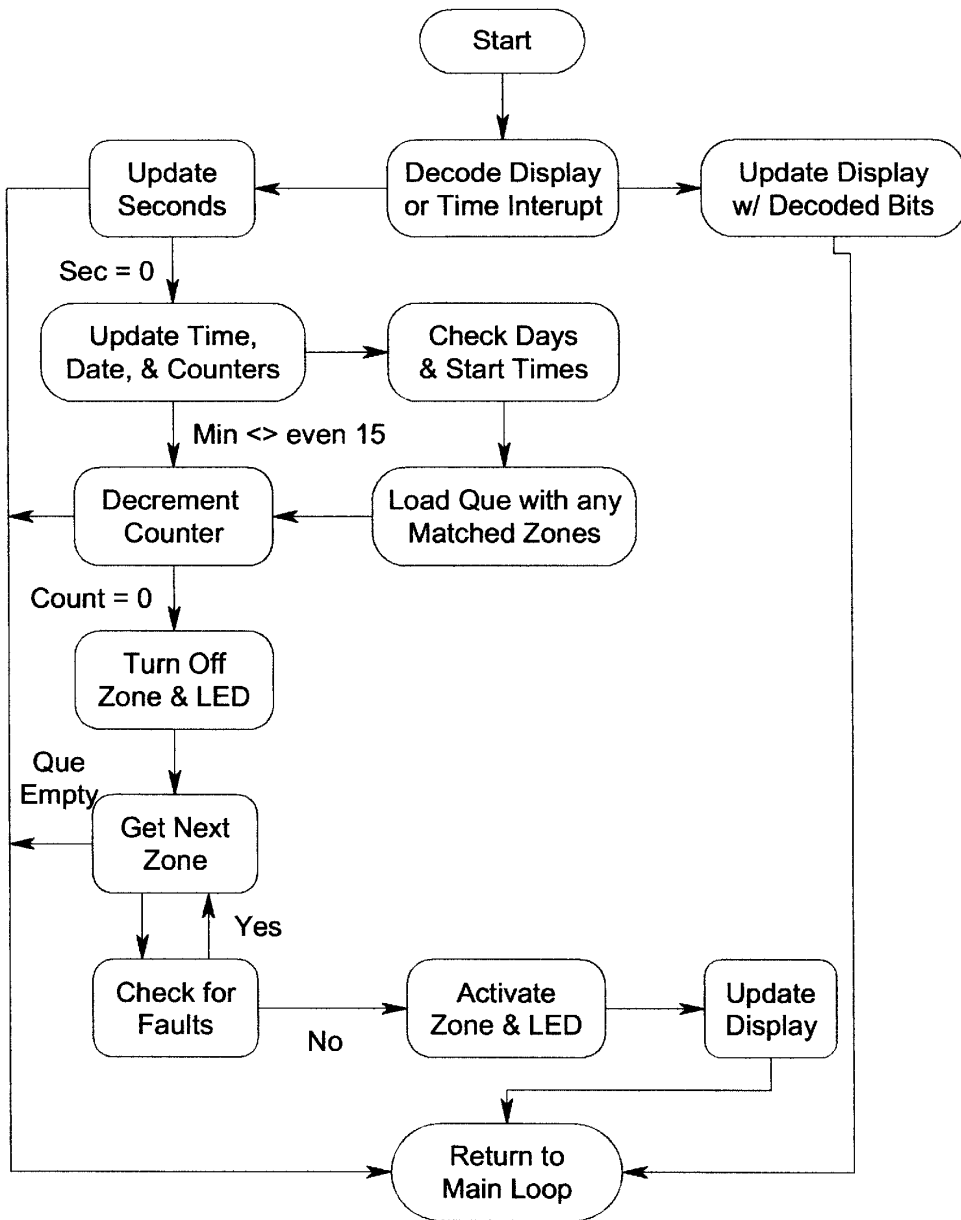 Start
Update
Seconds
Decode Display
or Time Interupt
Update Display
w/ Decoded Bits
Sec = 0
Update Time,
Date, & Counters
Check Days
& Start Times
Min <> even 15
Decrement
Counter
Load Que with any
Matched Zones
Count = 0
Turn Off
Zone & LED
Que
Empty
Get Next
Zone
Yes
Check for
Faults
No
Activate
Zone & LED
Update
Display
Return to
Main Loop